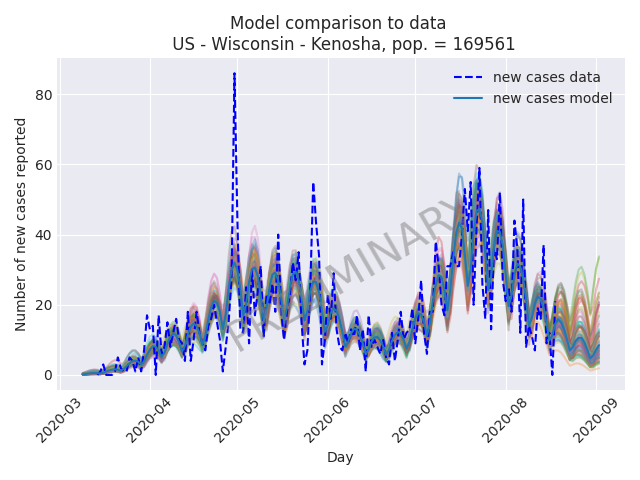 Model comparison to data
US - Wisconsin - Kenosha, pop. = 169561
Number of new cases reported
80
60
40
20
0
new cases data
new cases model
PRELIMINARY
2020-03
2020-04
2020-05
2020-06
2020-07
2020-08
2020-09
Day